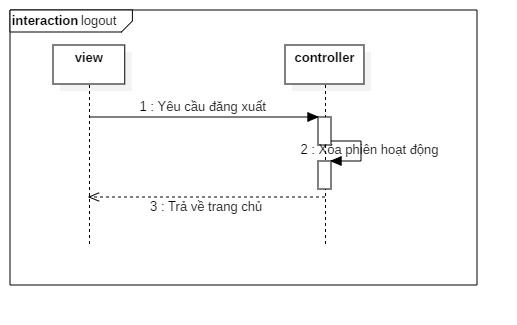 interaction logout
view
controller
1 : Yêu cầu đăng xuất
2 : Xóa phiên hoạt động
3 : Trả về trang chủ